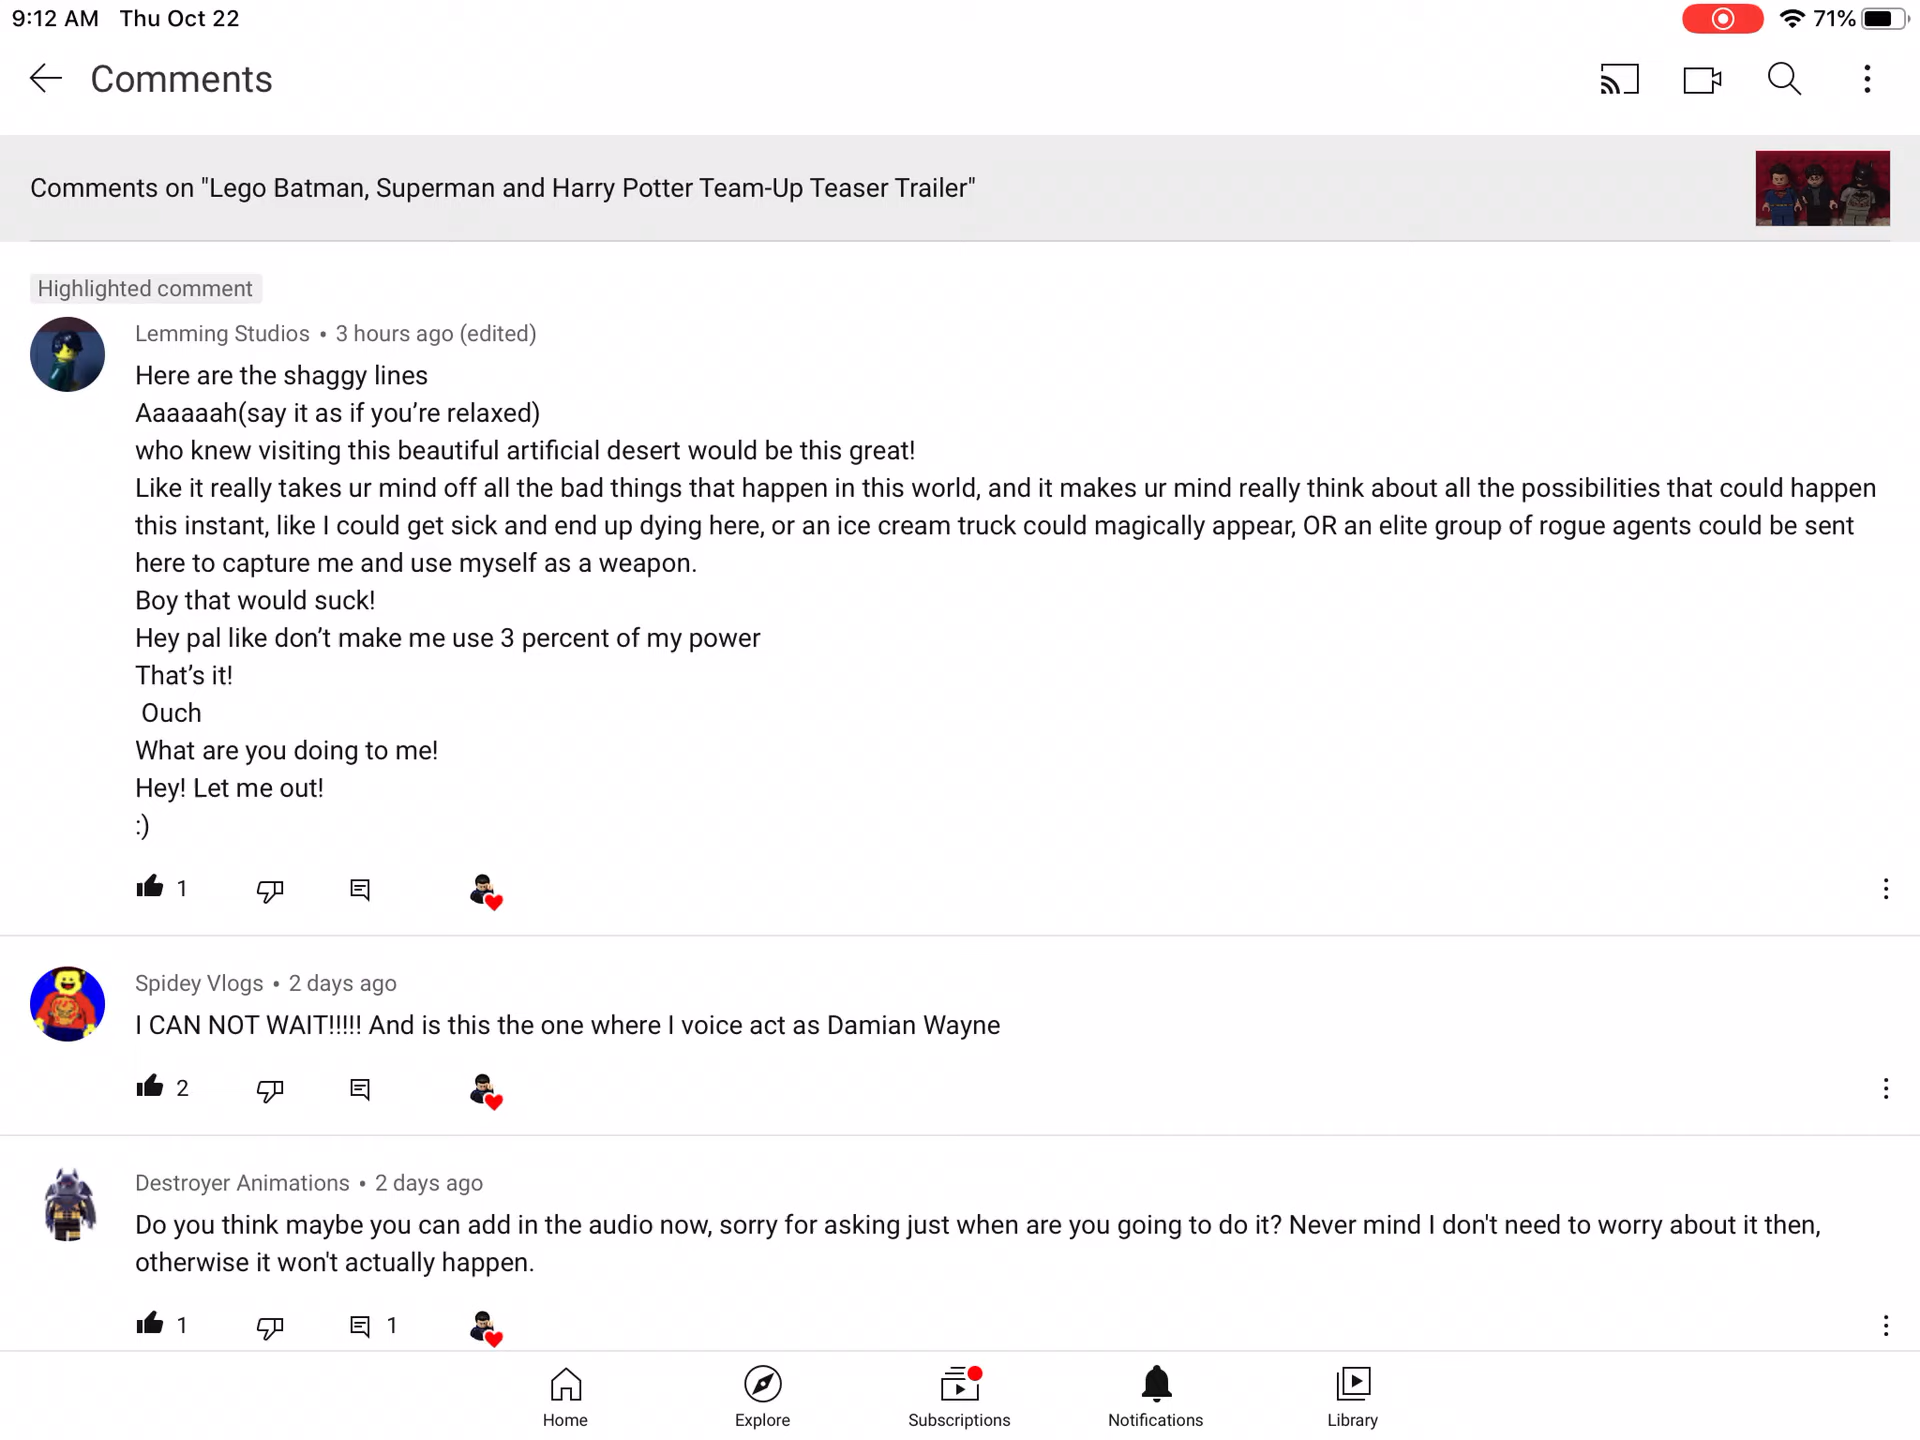 9:12 AM Thu Oct 22 71%
Comments
Comments on "Lego Batman, Superman and Harry Potter Team-Up Teaser Trailer"
Highlighted comment
Lemming Studios • 3 hours ago (edited)
Here are the shaggy lines
Aaaaaah(say it as if you’re relaxed)
who knew visiting this beautiful artificial desert would be this great!
Like it really takes ur mind off all the bad things that happen in this world, and it makes ur mind really think about all the possibilities that could happen
this instant, like I could get sick and end up dying here, or an ice cream truck could magically appear, OR an elite group of rogue agents could be sent
here to capture me and use myself as a weapon.
Boy that would suck!
Hey pal like don’t make me use 3 percent of my power
That’s it!
Ouch
What are you doing to me!
Hey! Let me out!
:)
1
Spidey Vlogs • 2 days ago
I CAN NOT WAIT!!!!! And is this the one where I voice act as Damian Wayne
2
Destroyer Animations • 2 days ago
Do you think maybe you can add in the audio now, sorry for asking just when are you going to do it? Never mind I don't need to worry about it then,
otherwise it won't actually happen.
1 1
Home Explore Subscriptions Notifications Library